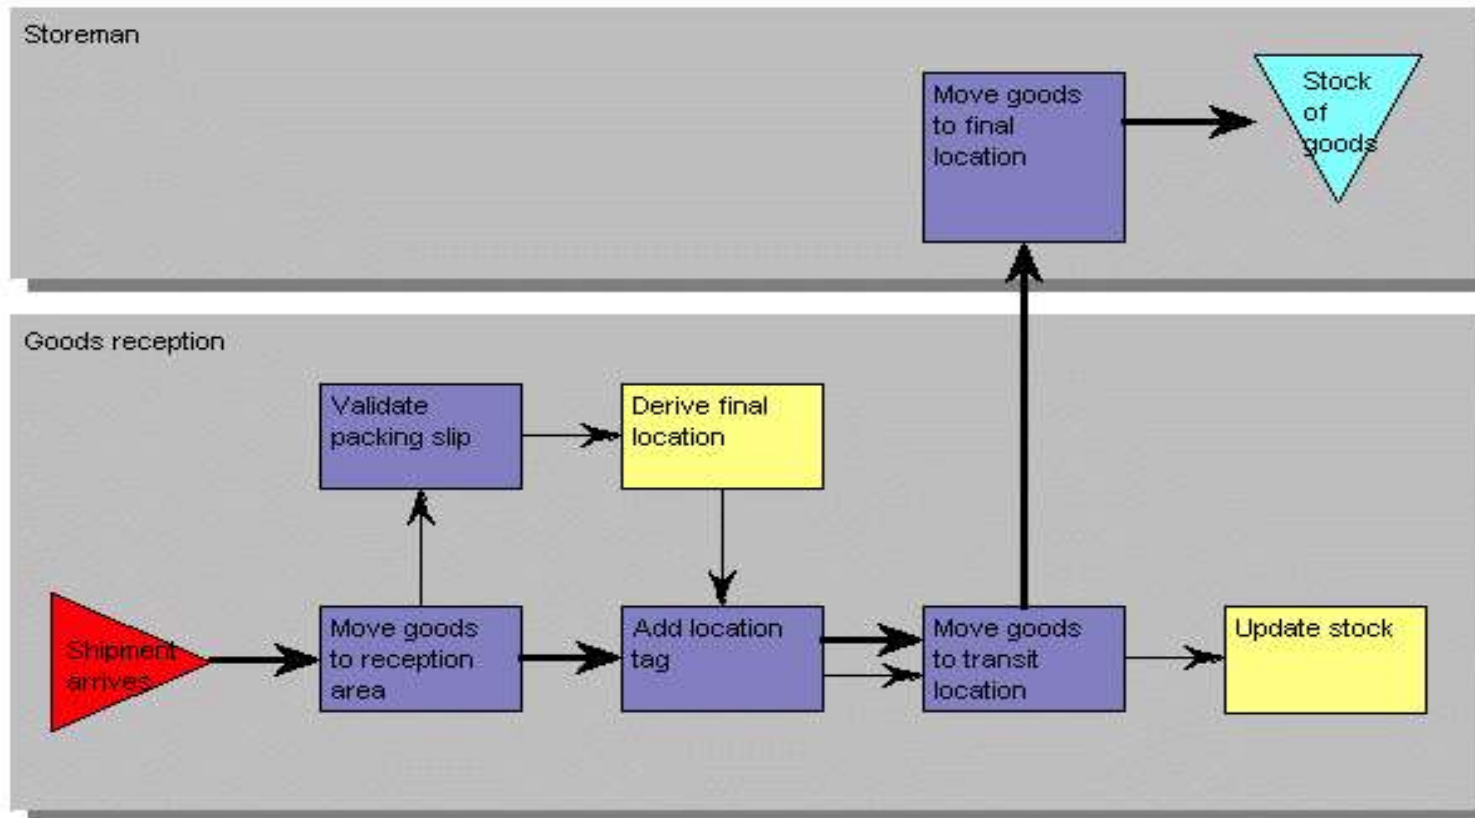 Storeman
Move goods
to final
location
Stock
of
goods
Goods reception
Validate
packing slip
Derive final
location
Shipment
arrives
Move goods
to reception
area
Add location
tag
Move goods
to transit
location
Update stock